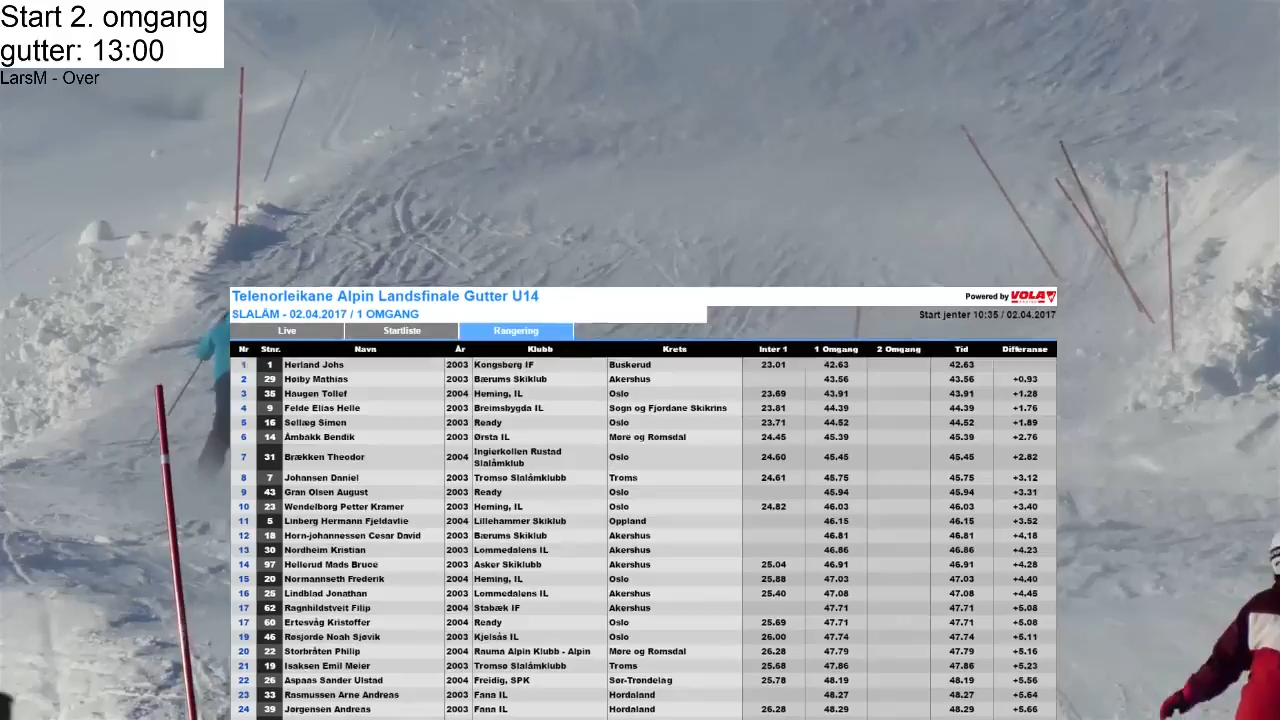 Start 2. omgang
gutter: 13:00
LarsM - Over
Telenorleikane Alpin Landsfinale Gutter U14
Powered by VOLA
SLALÅM - 02.04.2017 / 1 OMGANG
Start jenter 10:35 / 02.04.2017
Live Startliste Rangering
Nr Stnr. Navn År Klubb Krets Inter 1 1 Omgang 2 Omgang Tid Differanse
1 1 Herland Johs 2003 Kongsberg IF Buskerud 23.01 42.63 42.63
2 29 Høiby Mathias 2003 Bærums Skiklub Akershus 43.56 43.56 +0.93
3 35 Haugen Tollef 2004 Heming, IL Oslo 23.69 43.91 43.91 +1.28
4 9 Felde Elias Helle 2003 Breimsbygda IL Sogn og Fjordane Skikrins 23.81 44.39 44.39 +1.76
5 16 Sellæg Simen 2003 Ready Oslo 23.71 44.52 44.52 +1.89
6 14 Åmbakk Bendik 2003 Ørsta IL Møre og Romsdal 24.45 45.39 45.39 +2.76
7 31 Brækken Theodor 2004 Ingierkollen Rustad Slalåmklub Oslo 24.60 45.45 45.45 +2.82
8 7 Johansen Daniel 2003 Tromsø Slalåmklubb Troms 24.61 45.75 45.75 +3.12
9 43 Gran Olsen August 2003 Ready Oslo 45.94 45.94 +3.31
10 23 Wendelborg Petter Kramer 2003 Heming, IL Oslo 24.82 46.03 46.03 +3.40
11 5 Linberg Hermann Fjeldavlie 2004 Lillehammer Skiklub Oppland 46.15 46.15 +3.52
12 18 Horn-johannessen Cesar David 2003 Bærums Skiklub Akershus 46.81 46.81 +4.18
13 30 Nordheim Kristian 2003 Lommedalens IL Akershus 46.86 46.86 +4.23
14 97 Hellerud Mads Bruce 2003 Asker Skiklubb Akershus 25.04 46.91 46.91 +4.28
15 20 Normannseth Frederik 2004 Heming, IL Oslo 25.88 47.03 47.03 +4.40
16 25 Lindblad Jonathan 2003 Lommedalens IL Akershus 25.40 47.08 47.08 +4.45
17 62 Ragnhildstveit Filip 2004 Stabæk IF Akershus 47.71 47.71 +5.08
17 60 Ertesvåg Kristoffer 2004 Ready Oslo 25.69 47.71 47.71 +5.08
19 46 Røsjorde Noah Sjøvik 2003 Kjelsås IL Oslo 26.00 47.74 47.74 +5.11
20 22 Storbråten Philip 2004 Rauma Alpin Klubb - Alpin Møre og Romsdal 26.28 47.79 47.79 +5.16
21 19 Isaksen Emil Meier 2003 Tromsø Slalåmklubb Troms 25.68 47.86 47.86 +5.23
22 26 Aspaas Sander Ulstad 2004 Freidig, SPK Sør-Trøndelag 25.78 48.19 48.19 +5.56
23 33 Rasmussen Arne Andreas 2003 Fana IL Hordaland 48.27 48.27 +5.64
24 39 Jørgensen Andreas 2003 Fana IL Hordaland 26.28 48.29 48.29 +5.66